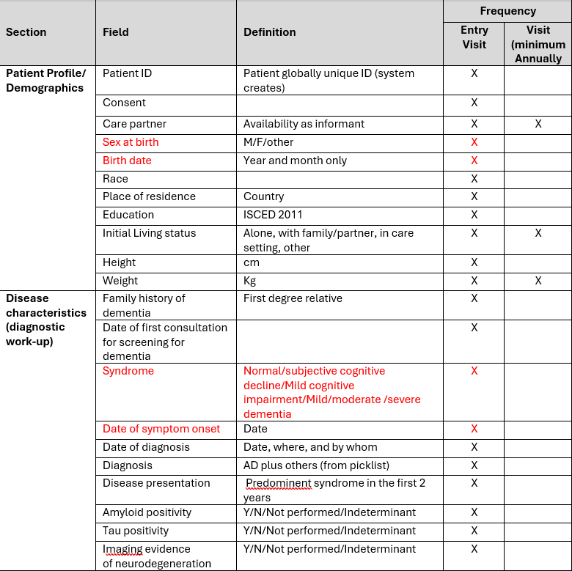 Frequency
Section Field Definition Entry Visit Visit (minimum Annually
Patient Profile/ Demographics
Patient ID Patient globally unique ID (system creates) X
Consent X
Care partner Availability as informant X X
Sex at birth M/F/other X
Birth date Year and month only X
Race X
Place of residence Country X
Education ISCED 2011 X
Initial Living status Alone, with family/partner, in care setting, other X X
Height cm X
Weight Kg X X
Disease characteristics (diagnostic work-up)
Family history of dementia First degree relative X
Date of first consultation for screening for dementia X
Syndrome Normal/subjective cognitive decline/Mild cognitive impairment/Mild/moderate /severe dementia X
Date of symptom onset Date X
Date of diagnosis Date, where, and by whom X
Diagnosis AD plus others (from picklist) X
Disease presentation Predominent syndrome in the first 2 years X
Amyloid positivity Y/N/Not performed/Indeterminant X
Tau positivity Y/N/Not performed/Indeterminant X
Imaging evidence of neurodegeneration Y/N/Not performed/Indeterminant X